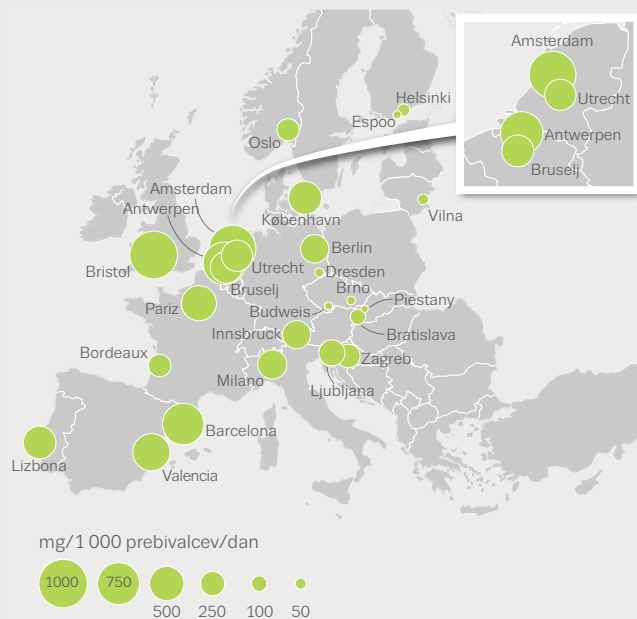 Amsterdam
Utrecht
Antwerpen
Bruselj
Helsinki
Espoo
Oslo
Amsterdam
Antwerpen
København
Vilna
Berlin
Utrecht
Dresden
Bristol
Bruselj
Brno
Piestany
Pariz
Budweis
Innsbruck
Bratislava
Bordeaux
Zagreb
Milano
Ljubljana
Barcelona
Lizbona
Valencia
mg/1 000 prebivalcev/dan
1000 750
500 250 100 50